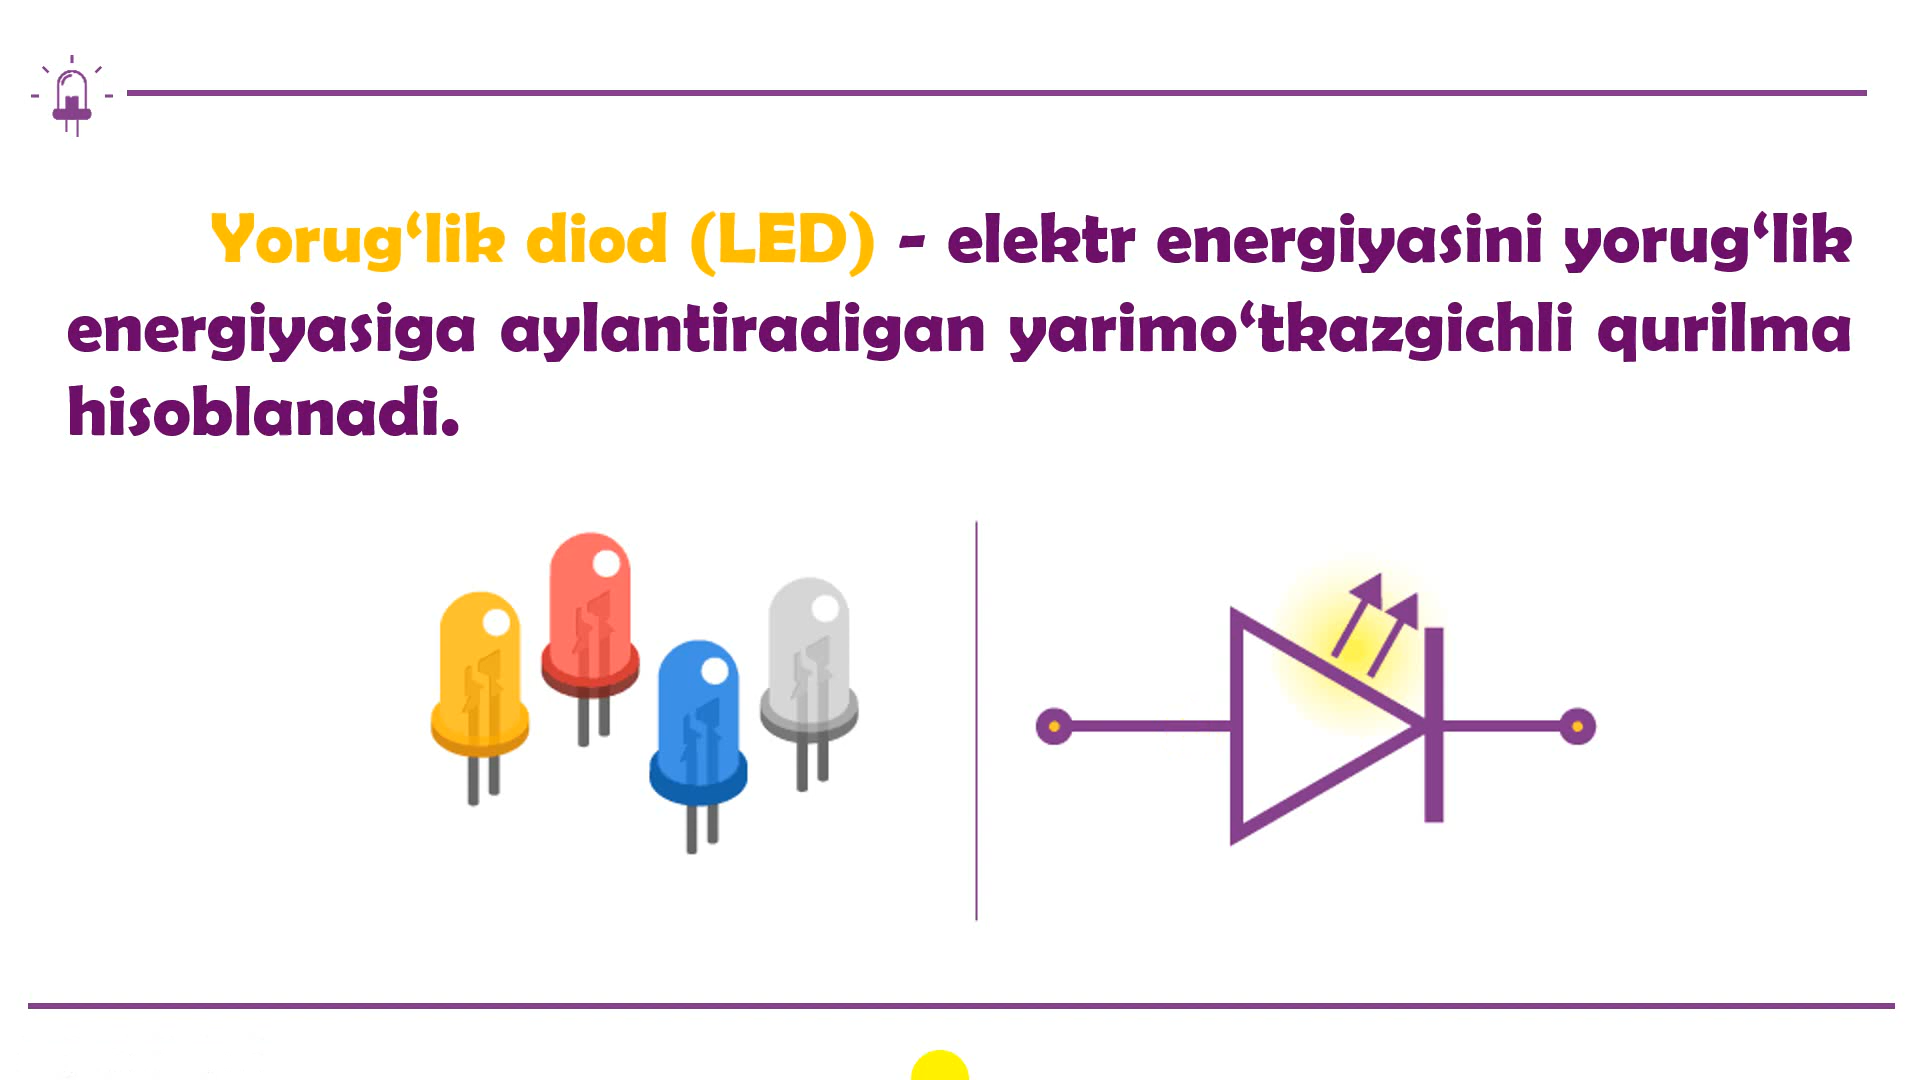 Yorug‘lik diod (LED) - elektr energiyasini yorug‘lik
energiyasiga aylantiradigan yarimo‘tkazgichli qurilma
hisoblanadi.